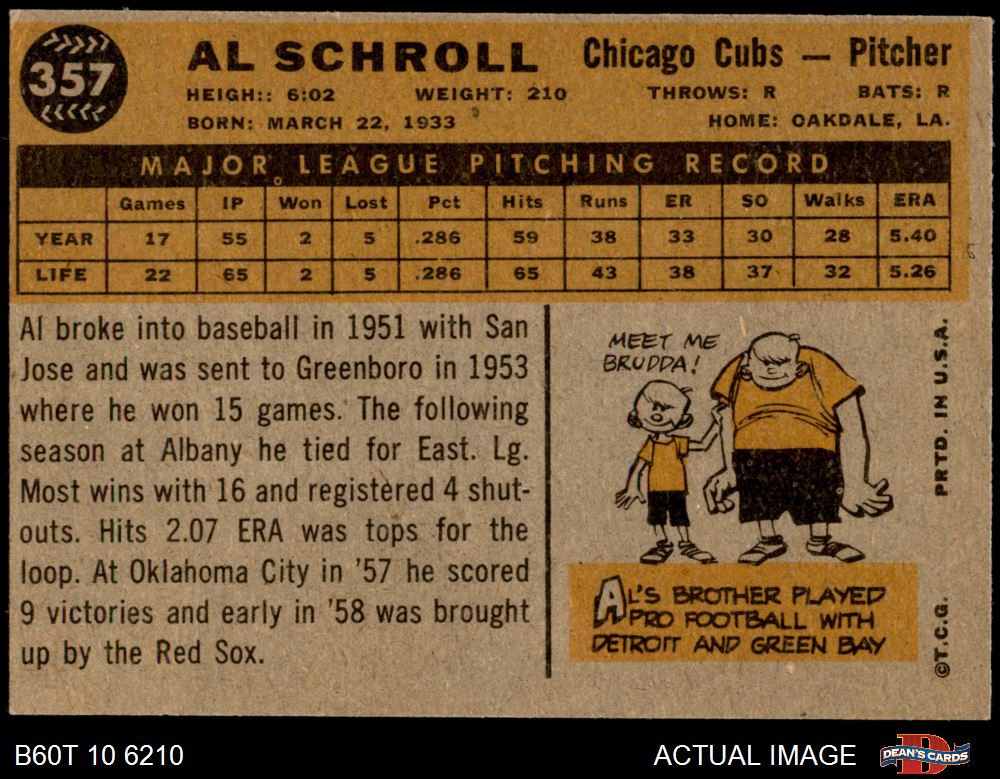 357
AL SCHROLL
Chicago Cubs — Pitcher
HEIGH:: 6:02 WEIGHT: 210 THROWS: R BATS: R
BORN: MARCH 22, 1933 HOME: OAKDALE, LA.
MAJOR LEAGUE PITCHING RECORD
Games IP Won Lost Pct Hits Runs ER SO Walks ERA
YEAR 17 55 2 5 .286 59 38 33 30 28 5.40
LIFE 22 65 2 5 .286 65 43 38 37 32 5.26
Al broke into baseball in 1951 with San
Jose and was sent to Greenboro in 1953
where he won 15 games. The following
season at Albany he tied for East. Lg.
Most wins with 16 and registered 4 shut-
outs. Hits 2.07 ERA was tops for the
loop. At Oklahoma City in '57 he scored
9 victories and early in '58 was brought
up by the Red Sox.
MEET ME
BRUDDA!
AL'S BROTHER PLAYED
PRO FOOTBALL WITH
DETROIT AND GREEN BAY
PRTD. IN U.S.A.
©T.C.G.
B60T 10 6210
ACTUAL IMAGE
D
DEAN'S CARDS